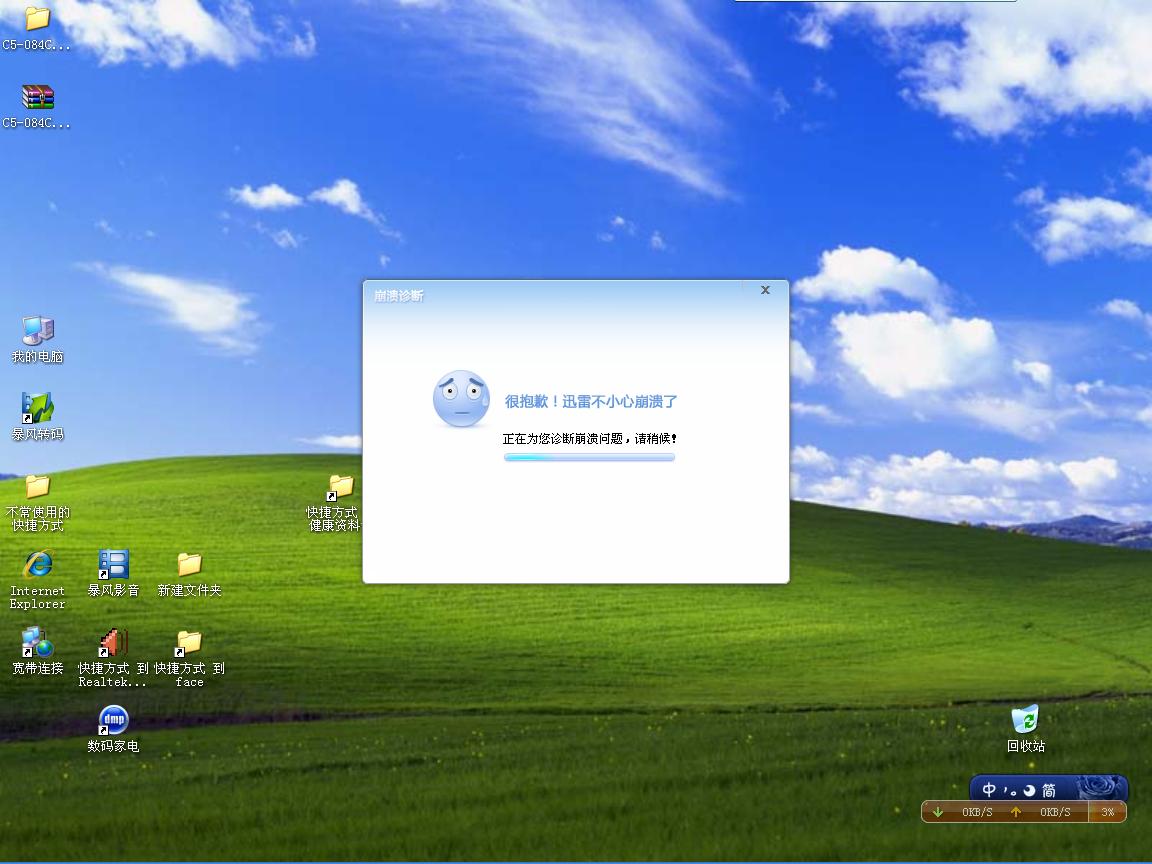 C5-084C...
C5-084C...
崩溃诊断
x
我的电脑
很抱歉！迅雷不小心崩溃了
暴风转码
正在为您诊断崩溃问题，请稍候!
不常使用的
快捷方式
快捷方式
健康资料
Internet
Explorer
暴风影音
新建文件夹
宽带连接
快捷方式 到
Realtek...
快捷方式 到
face
dmp
数码家电
回收站
中 ，。 简
0KB/S 0KB/S 3%